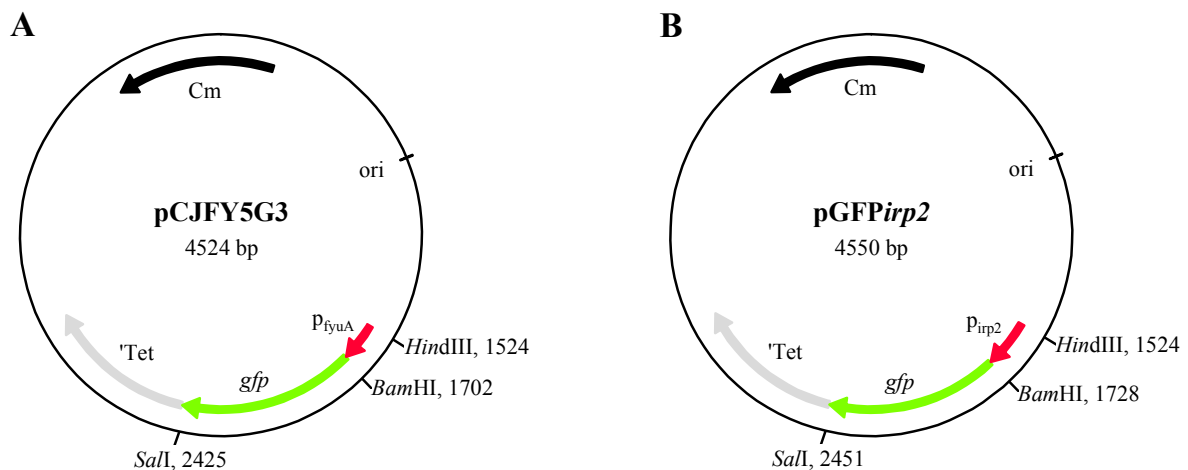 A
Cm
ori
pCJFY5G3
4524 bp
pfyuA
'Tet
gfp
HindIII, 1524
BamHI, 1702
SalI, 2425
B
Cm
ori
pGFPirp2
4550 bp
pirp2
'Tet
gfp
HindIII, 1524
BamHI, 1728
SalI, 2451